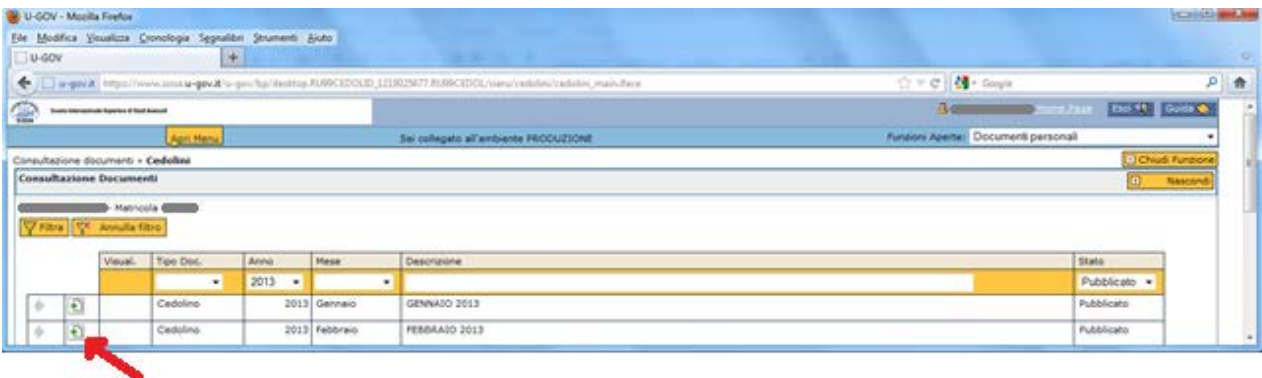 U-GOV - Mozilla Firefox
File Modifica Visualizza Cronologia Segnalibri Strumenti Aiuto
U-GOV +
u-gov.it
Google
Home Page Esci Guida
Apri Menu Sei collegato all'ambiente PRODUZIONE Funzioni Aperte: Documenti personali
Consultazione documenti » Cedolini Chiudi Funzione
Consultazione Documenti Nascondi
- Matricola
Filtra Annulla filtro
Visual. Tipo Doc. Anno Mese Descrizione Stato
2013 Pubblicato
Cedolino 2013 Gennaio GENNAIO 2013 Pubblicato
Cedolino 2013 Febbraio FEBBRAIO 2013 Pubblicato